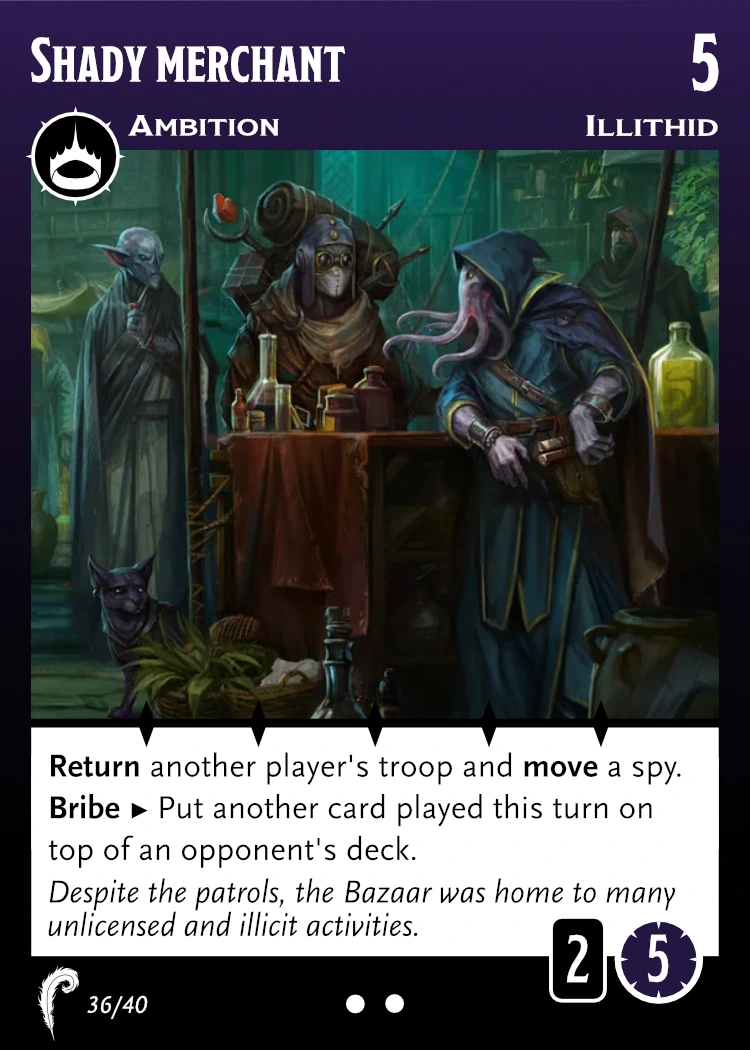 Shady merchant 5
Ambition Illithid
Return another player's troop and move a spy.
Bribe ► Put another card played this turn on
top of an opponent's deck.
Despite the patrols, the Bazaar was home to many
unlicensed and illicit activities.
2 5
36/40